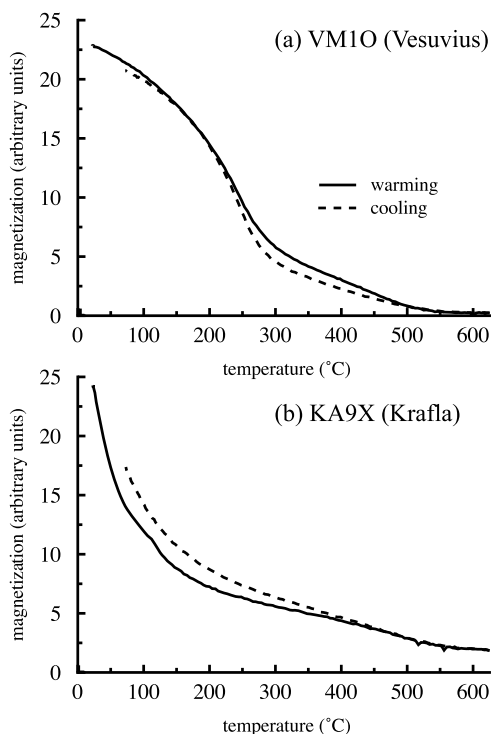 25
20
15
10
5
0
magnetization (arbitrary units)
(a) VM1O (Vesuvius)
warming
cooling
0 100 200 300 400 500 600
temperature (˚C)
25
20
15
10
5
0
magnetization (arbitrary units)
(b) KA9X (Krafla)
0 100 200 300 400 500 600
temperature (˚C)